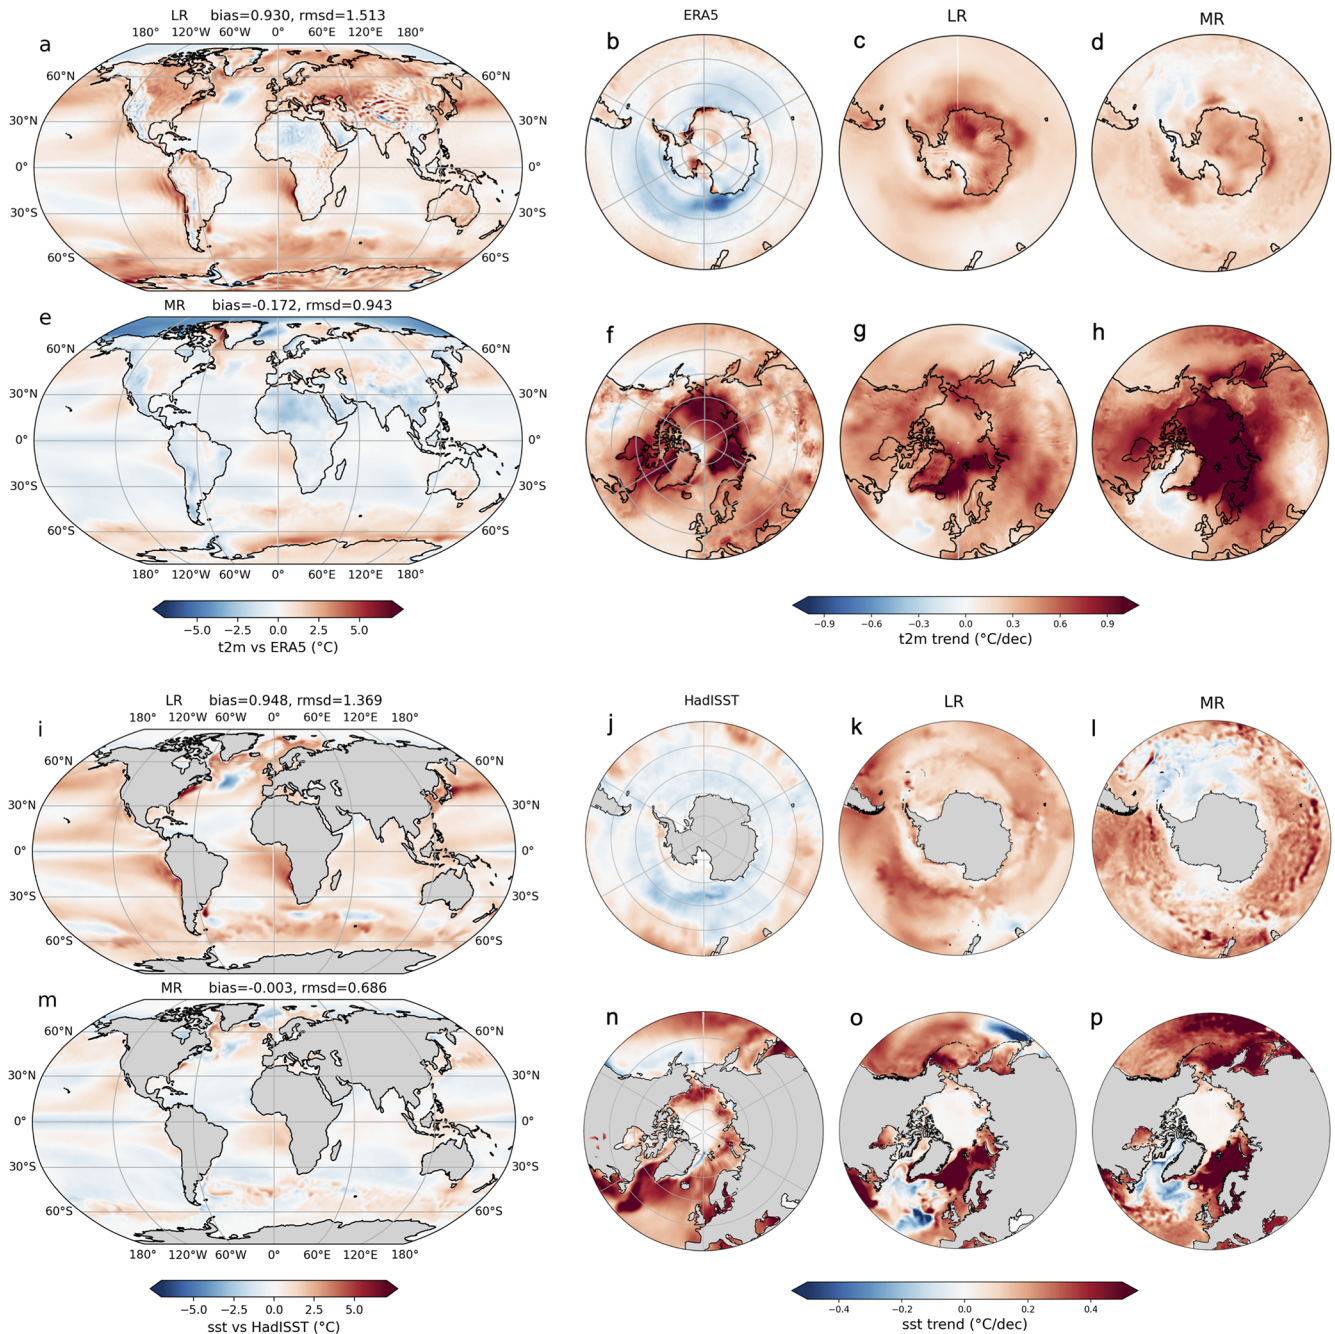 LR bias=0.930, rmsd=1.513
180° 120°W 60°W 0° 60°E 120°E 180°
a
60°N 60°N
30°N 30°N
0° 0°
30°S 30°S
60°S 60°S
ERA5 LR MR
b c d
MR bias=-0.172, rmsd=0.943
e
60°N 60°N
30°N 30°N
0° 0°
30°S 30°S
60°S 60°S
180° 120°W 60°W 0° 60°E 120°E 180°
f g h
−5.0 −2.5 0.0 2.5 5.0
t2m vs ERA5 (°C)
−0.9 −0.6 −0.3 0.0 0.3 0.6 0.9
t2m trend (°C/dec)
LR bias=0.948, rmsd=1.369
180° 120°W 60°W 0° 60°E 120°E 180°
i
60°N 60°N
30°N 30°N
0° 0°
30°S 30°S
60°S 60°S
HadISST LR MR
j k l
MR bias=-0.003, rmsd=0.686
m
60°N 60°N
30°N 30°N
0° 0°
30°S 30°S
60°S 60°S
180° 120°W 60°W 0° 60°E 120°E 180°
n o p
−5.0 −2.5 0.0 2.5 5.0
sst vs HadISST (°C)
−0.4 −0.2 0.0 0.2 0.4
sst trend (°C/dec)